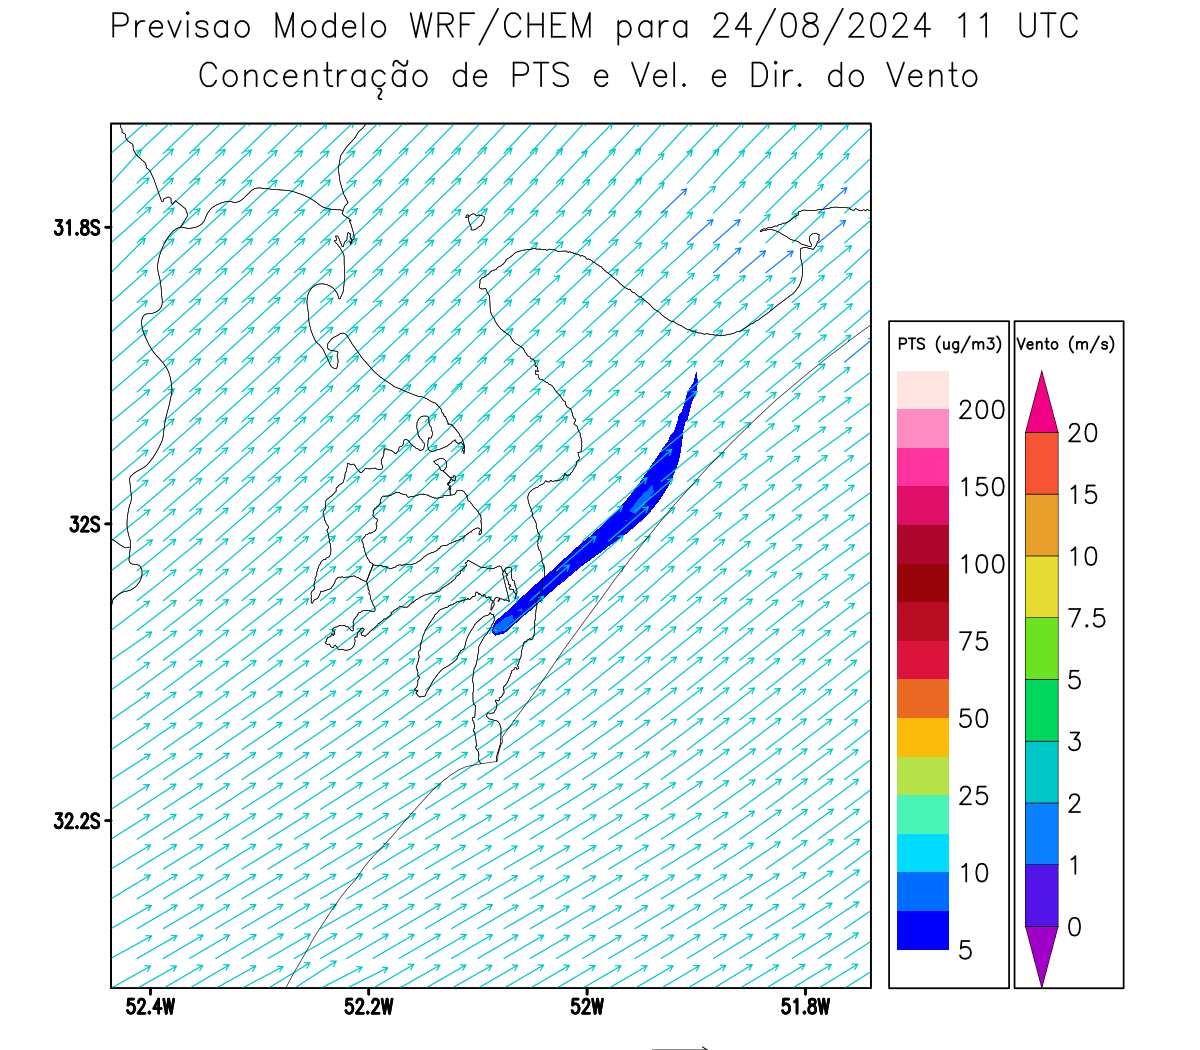 Previsao Modelo WRF/CHEM para 24/08/2024 11 UTC
Concentração de PTS e Vel. e Dir. do Vento
31.8S
32S
32.2S
52.4W
52.2W
52W
51.8W
PTS (ug/m3)
200
150
100
75
50
25
10
5
Vento (m/s)
20
15
10
7.5
5
3
2
1
0